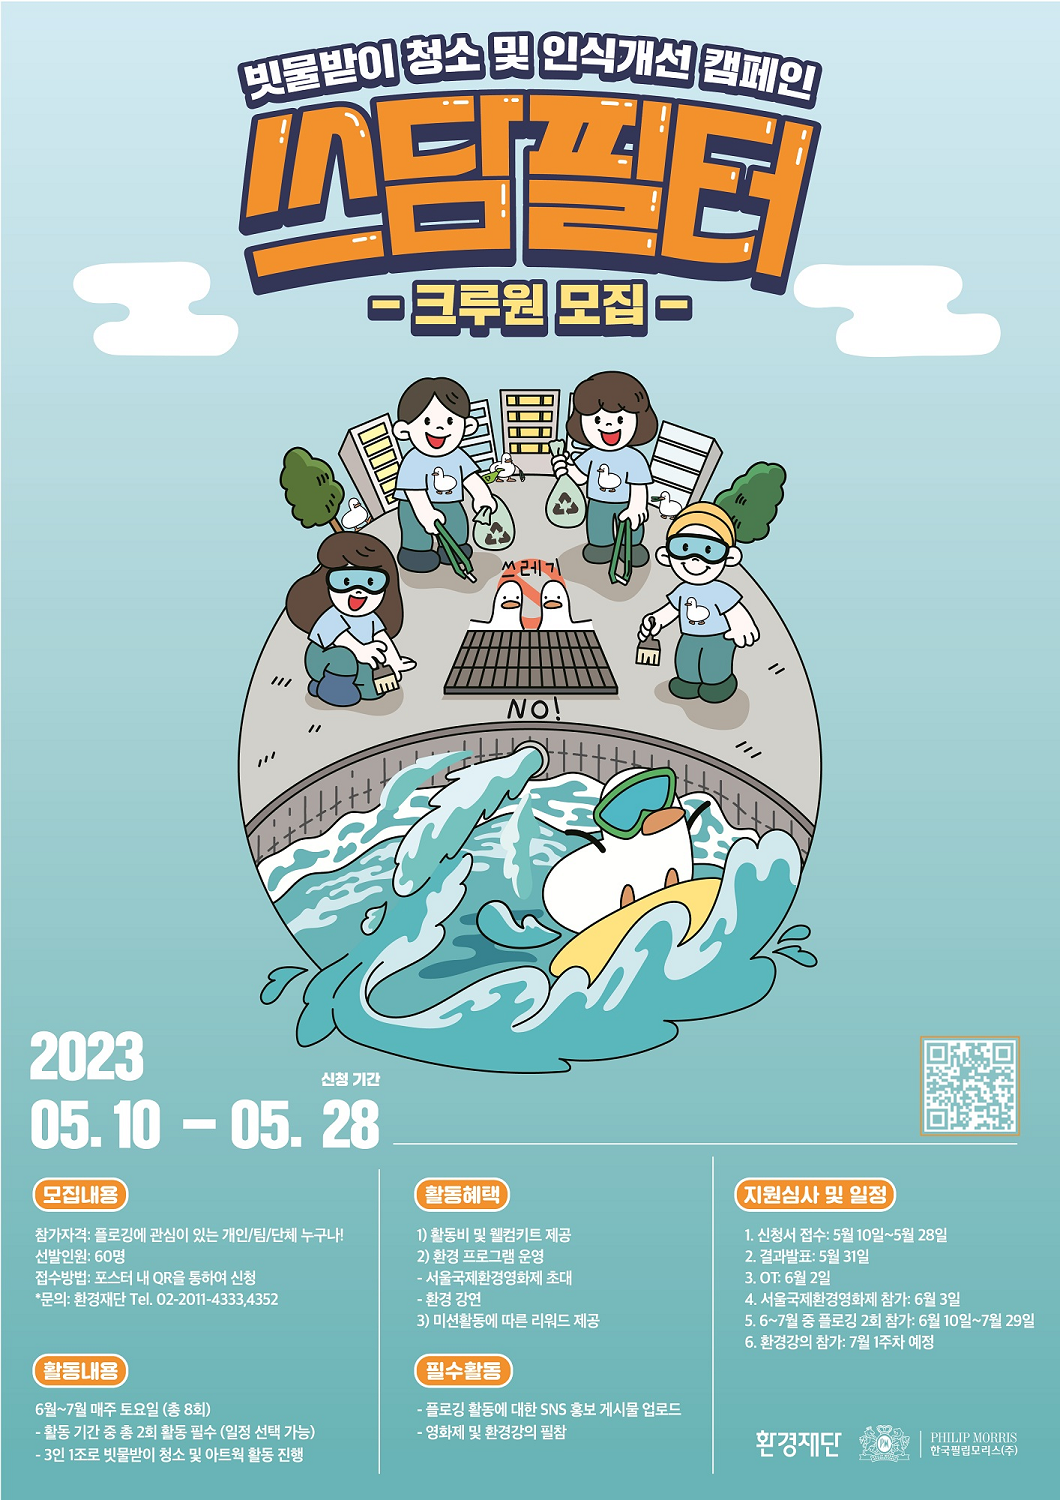 빗물받이 청소 및 인식개선 캠페인
쓰담필터
- 크루원 모집 -
쓰레기
NO!
2023
신청 기간
05. 10 - 05. 28
모집내용
참가자격: 플로깅에 관심이 있는 개인/팀/단체 누구나!
선발인원: 60명
접수방법: 포스터 내 QR을 통하여 신청
*문의: 환경재단 Tel. 02-2011-4333,4352
활동내용
6월~7월 매주 토요일 (총 8회)
- 활동 기간 중 총 2회 활동 필수 (일정 선택 가능)
- 3인 1조로 빗물받이 청소 및 아트웍 활동 진행
활동혜택
1) 활동비 및 웰컴키트 제공
2) 환경 프로그램 운영
- 서울국제환경영화제 초대
- 환경 강연
3) 미션활동에 따른 리워드 제공
필수활동
- 플로깅 활동에 대한 SNS 홍보 게시물 업로드
- 영화제 및 환경강의 필참
지원심사 및 일정
1. 신청서 접수: 5월 10일~5월 28일
2. 결과발표: 5월 31일
3. OT: 6월 2일
4. 서울국제환경영화제 참가: 6월 3일
5. 6~7월 중 플로깅 2회 참가: 6월 10일~7월 29일
6. 환경강의 참가: 7월 1주차 예정
환경재단
PHILIP MORRIS
한국필립모리스(주)